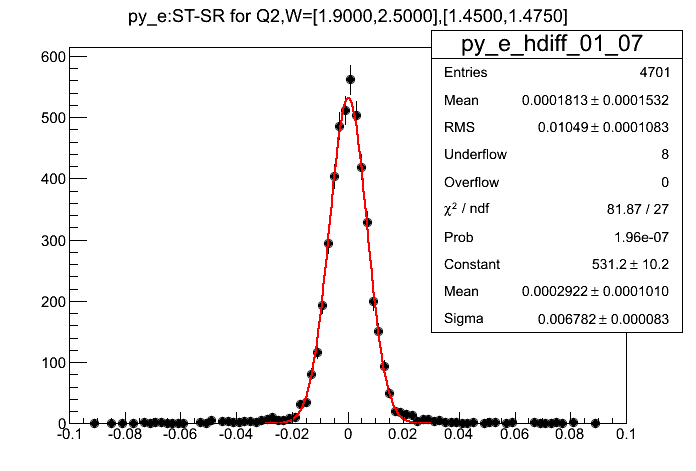 py_e:ST-SR for Q2,W=[1.9000,2.5000],[1.4500,1.4750]
py_e_hdiff_01_07
Entries 4701
Mean 0.0001813 ± 0.0001532
RMS 0.01049 ± 0.0001083
Underflow 8
Overflow 0
χ² / ndf 81.87 / 27
Prob 1.96e-07
Constant 531.2 ± 10.2
Mean 0.0002922 ± 0.0001010
Sigma 0.006782 ± 0.000083
600
500
400
300
200
100
0
-0.1 -0.08 -0.06 -0.04 -0.02 0 0.02 0.04 0.06 0.08 0.1